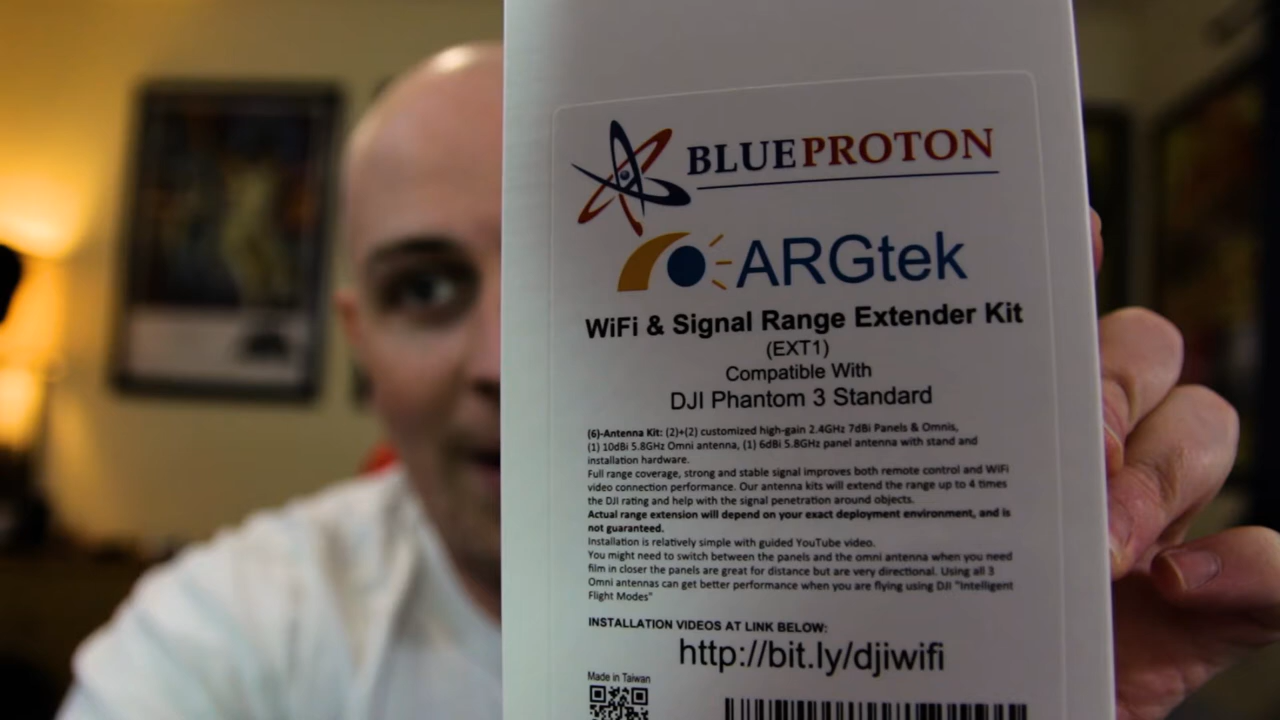 BLUEPROTON
ARGtek
WiFi & Signal Range Extender Kit
(EXT1)
Compatible With
DJI Phantom 3 Standard
(6)-Antenna Kit: (2)+(2) customized high-gain 2.4GHz 7dBi Panels & Omnis,
(1) 10dBi 5.8GHz Omni antenna, (1) 6dBi 5.8GHz panel antenna with stand and
installation hardware.
Full range coverage, strong and stable signal improves both remote control and WiFi
video connection performance. Our antenna kits will extend the range up to 4 times
the DJI rating and help with the signal penetration around objects.
Actual range extension will depend on your exact deployment environment, and is
not guaranteed.
Installation is relatively simple with guided YouTube video.
You might need to switch between the panels and the omni antenna when you need
film in closer the panels are great for distance but are very directional. Using all 3
Omni antennas can get better performance when you are flying using DJI "Intelligent
Flight Modes"
INSTALLATION VIDEOS AT LINK BELOW:
http://bit.ly/djiwifi
Made in Taiwan